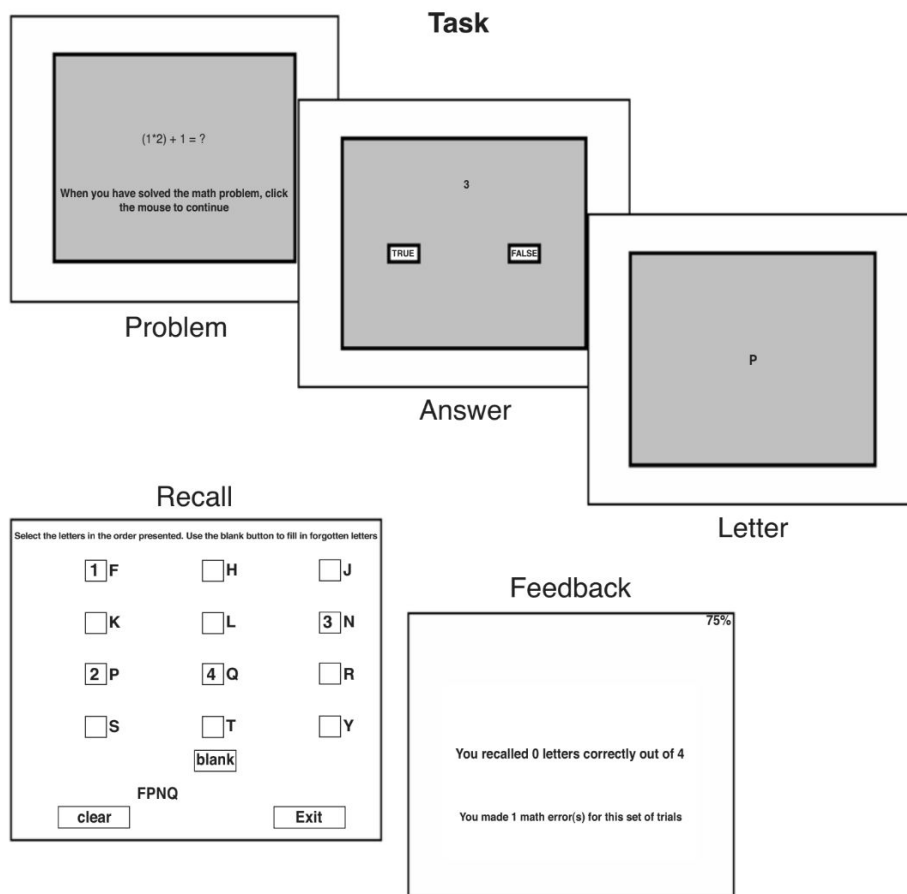 Task
(1*2) + 1 = ?
When you have solved the math problem, click
the mouse to continue
Problem
3
TRUE FALSE
Answer
P
Letter
Recall
Select the letters in the order presented. Use the blank button to fill in forgotten letters
1 F H J
K L 3 N
2 P 4 Q R
S T Y
blank
FPNQ
clear Exit
Feedback
75%
You recalled 0 letters correctly out of 4
You made 1 math error(s) for this set of trials